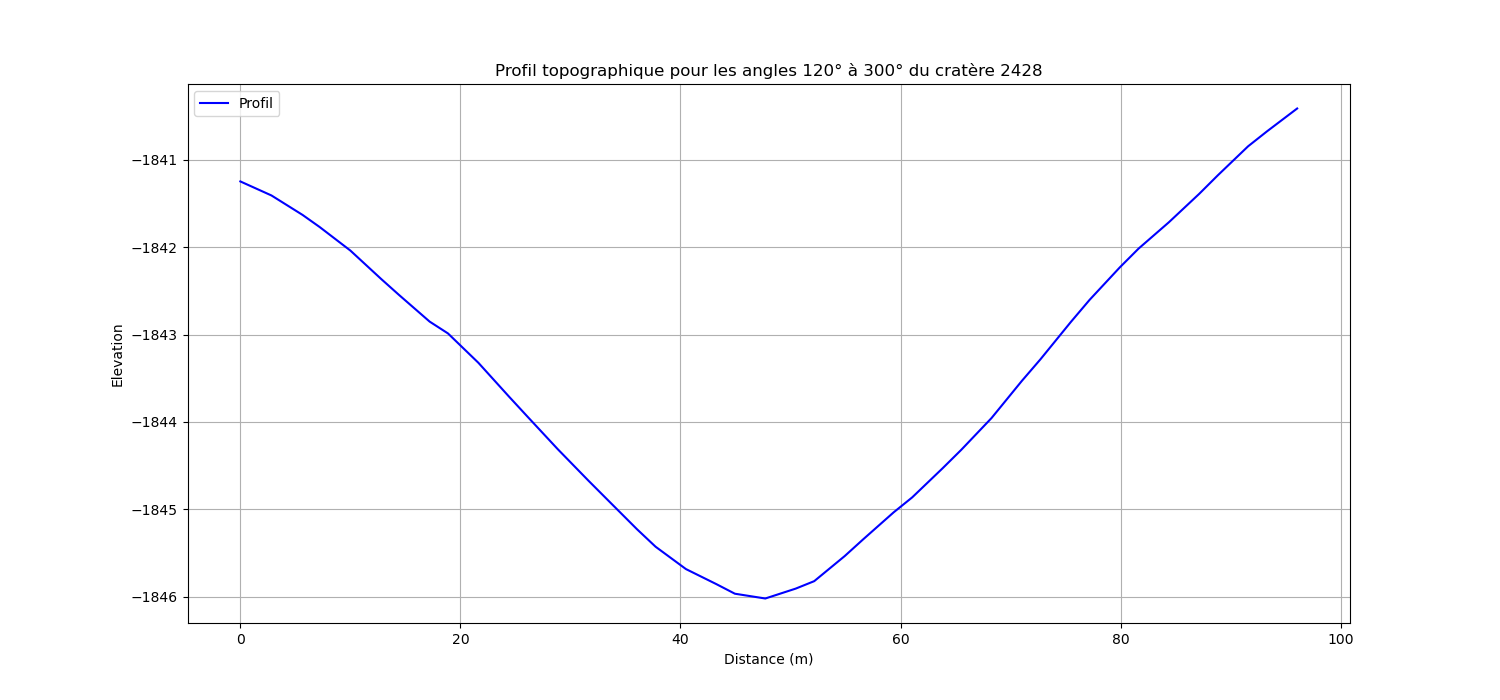 Profil topographique pour les angles 120° à 300° du cratère 2428
Profil
−1841
−1842
−1843
−1844
−1845
−1846
Elevation
0 20 40 60 80 100
Distance (m)